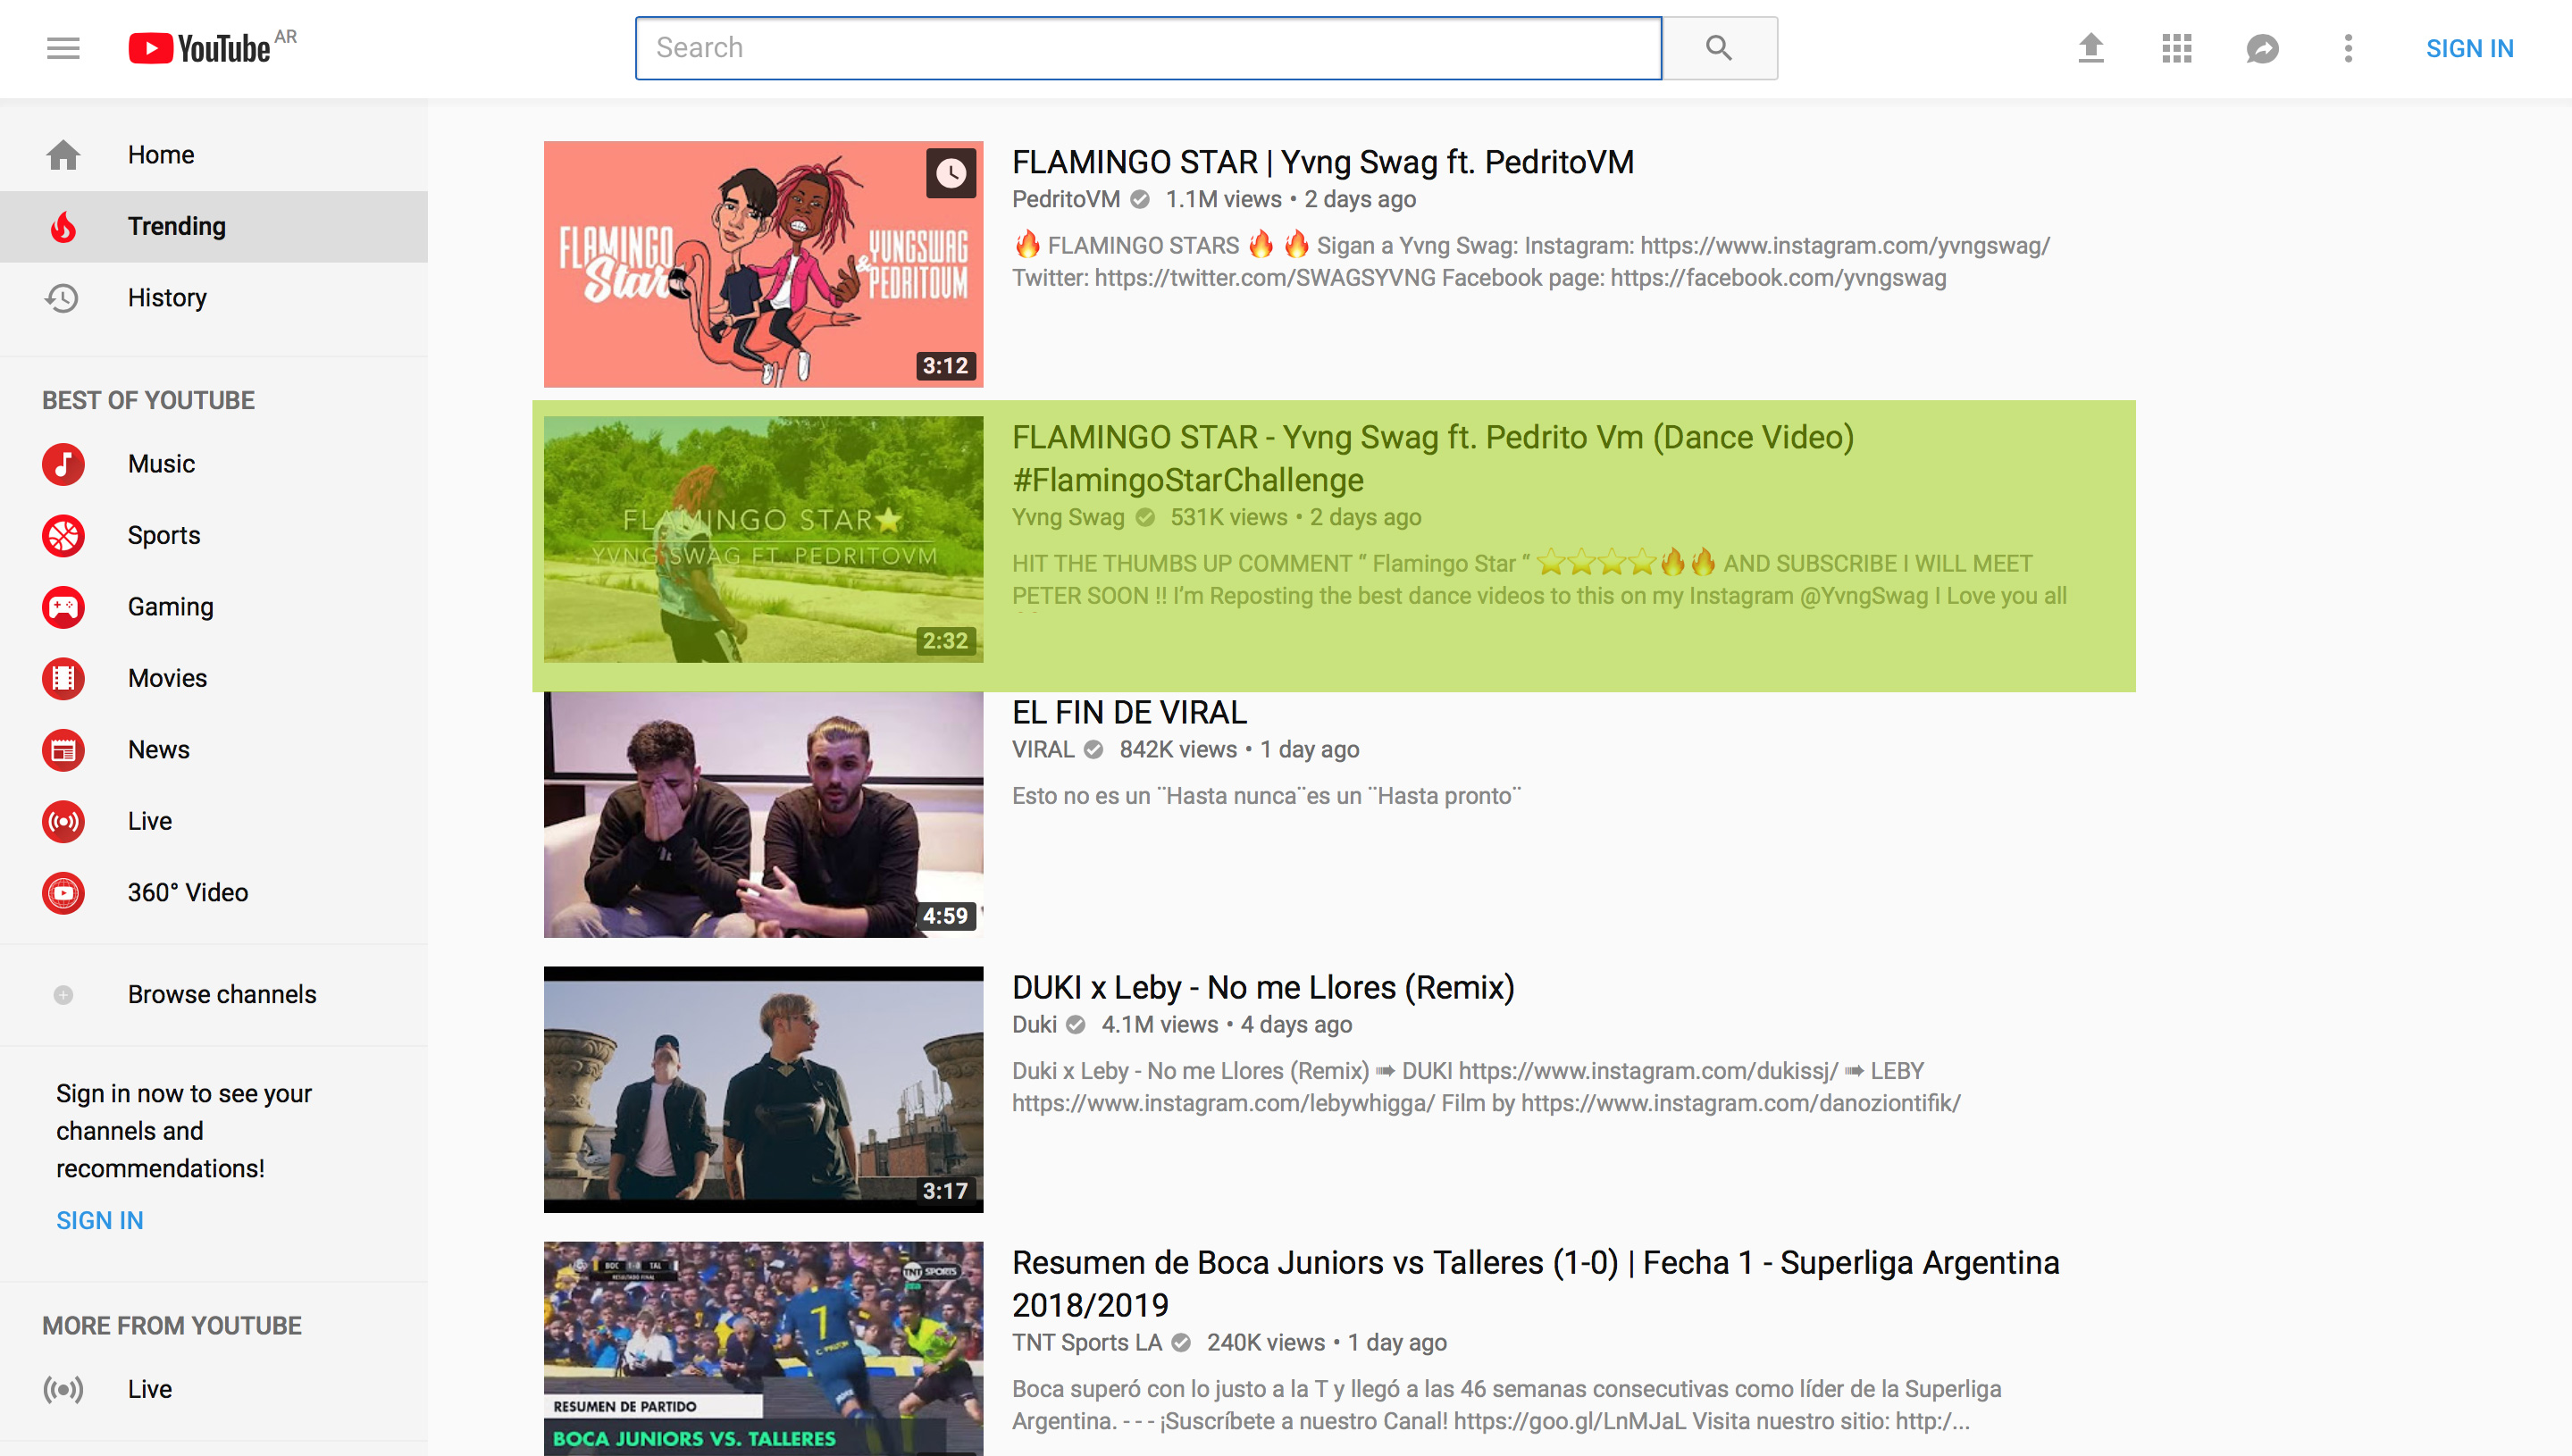 YouTube AR
Search
SIGN IN
Home
Trending
History
BEST OF YOUTUBE
Music
Sports
Gaming
Movies
News
Live
360° Video
Browse channels
Sign in now to see your
channels and
recommendations!
SIGN IN
MORE FROM YOUTUBE
Live
FLAMINGO
Star
& YVNGSWAG
PEDRITOVM
3:12
FLAMINGO STAR | Yvng Swag ft. PedritoVM
PedritoVM 1.1M views • 2 days ago
🔥 FLAMINGO STARS 🔥 🔥 Sigan a Yvng Swag: Instagram: https://www.instagram.com/yvngswag/
Twitter: https://twitter.com/SWAGSYVNG Facebook page: https://facebook.com/yvngswag
FLAMINGO STAR⭐
YVNG SWAG FT. PEDRITOVM
2:32
FLAMINGO STAR - Yvng Swag ft. Pedrito Vm (Dance Video)
#FlamingoStarChallenge
Yvng Swag 531K views • 2 days ago
HIT THE THUMBS UP COMMENT “ Flamingo Star “ ⭐⭐⭐⭐🔥🔥 AND SUBSCRIBE I WILL MEET
PETER SOON !! I’m Reposting the best dance videos to this on my Instagram @YvngSwag I Love you all
4:59
EL FIN DE VIRAL
VIRAL 842K views • 1 day ago
Esto no es un ¨Hasta nunca¨es un ¨Hasta pronto¨
3:17
DUKI x Leby - No me Llores (Remix)
Duki 4.1M views • 4 days ago
Duki x Leby - No me Llores (Remix) ➠ DUKI https://www.instagram.com/dukissj/ ➠ LEBY
https://www.instagram.com/lebywhigga/ Film by https://www.instagram.com/danoziontifik/
BOC 1-0 TAL
RESULTADO FINAL
TNT SPORTS
7
RESUMEN DE PARTIDO
BOCA JUNIORS VS. TALLERES
Resumen de Boca Juniors vs Talleres (1-0) | Fecha 1 - Superliga Argentina
2018/2019
TNT Sports LA 240K views • 1 day ago
Boca superó con lo justo a la T y llegó a las 46 semanas consecutivas como líder de la Superliga
Argentina. - - - ¡Suscríbete a nuestro Canal! https://goo.gl/LnMJaL Visita nuestro sitio: http:/...